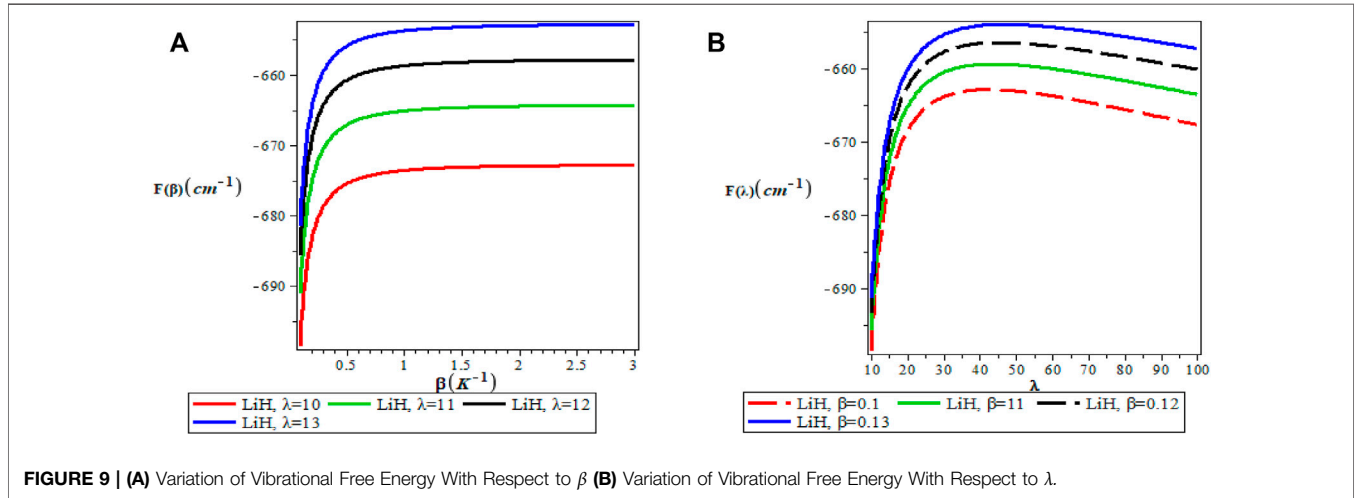 A
-660
-670
F(β)(cm⁻¹)
-680
-690
0.5 1 1.5 2 2.5 3
β(K⁻¹)
LiH, λ=10 LiH, λ=11 LiH, λ=12
LiH, λ=13
B
-660
-670
F(λ)(cm⁻¹)
-680
-690
10 20 30 40 50 60 70 80 90 100
λ
LiH, β=0.1 LiH, β=11 LiH, β=0.12
LiH, β=0.13
FIGURE 9 | (A) Variation of Vibrational Free Energy With Respect to β (B) Variation of Vibrational Free Energy With Respect to λ.